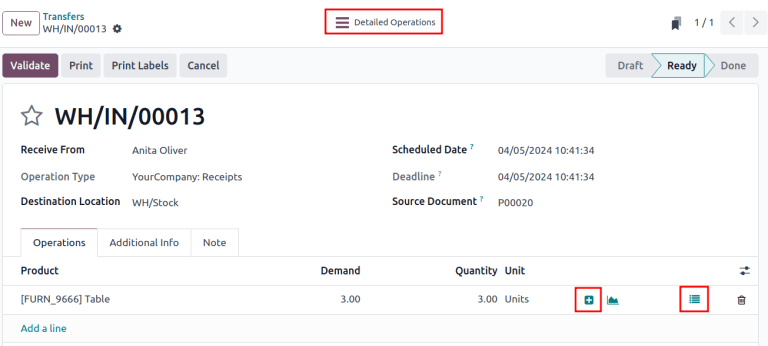 New
Transfers
WH/IN/00013
Detailed Operations
1 / 1
Validate Print Print Labels Cancel
Draft Ready Done
WH/IN/00013
Receive From Anita Oliver
Scheduled Date ? 04/05/2024 10:41:34
Operation Type YourCompany: Receipts
Deadline ? 04/05/2024 10:41:34
Destination Location WH/Stock
Source Document ? P00020
Operations Additional Info Note
Product Demand Quantity Unit
[FURN_9666] Table 3.00 3.00 Units
Add a line